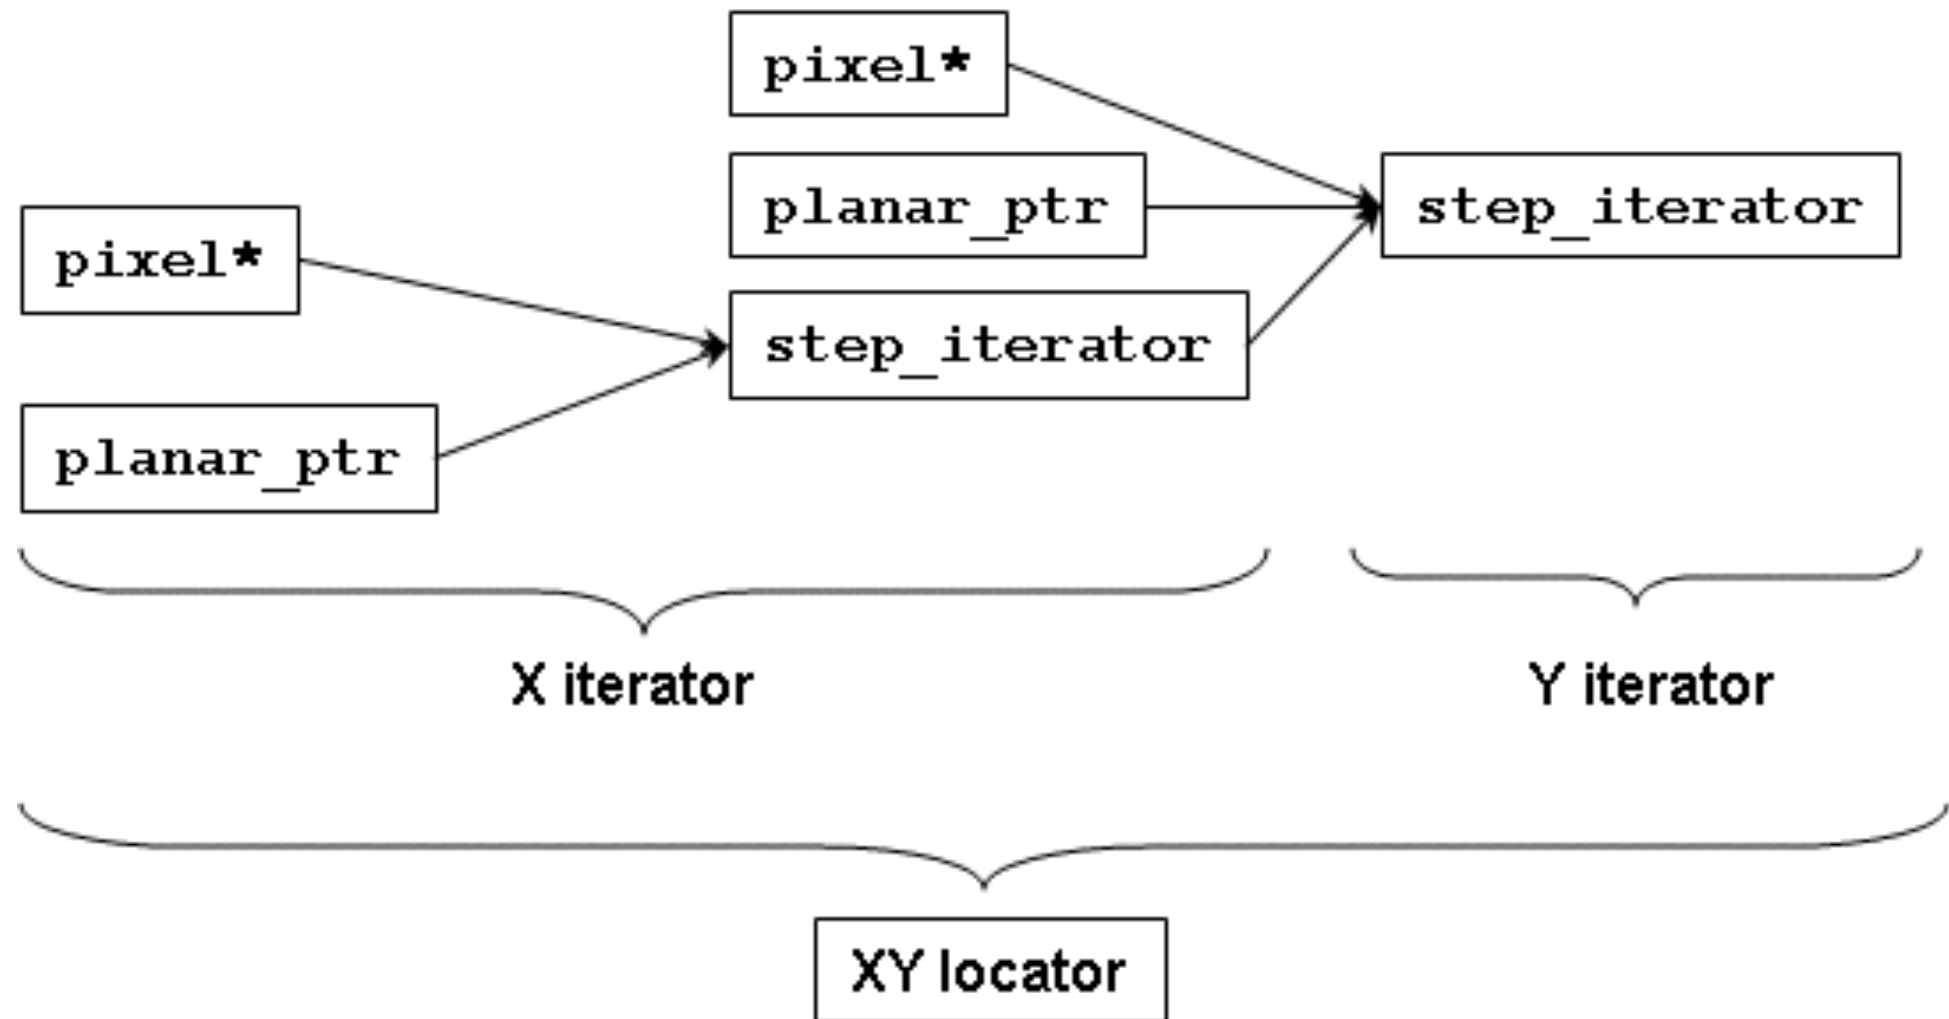 pixel*
planar_ptr
step_iterator
pixel*
step_iterator
planar_ptr
X iterator
Y iterator
XY locator